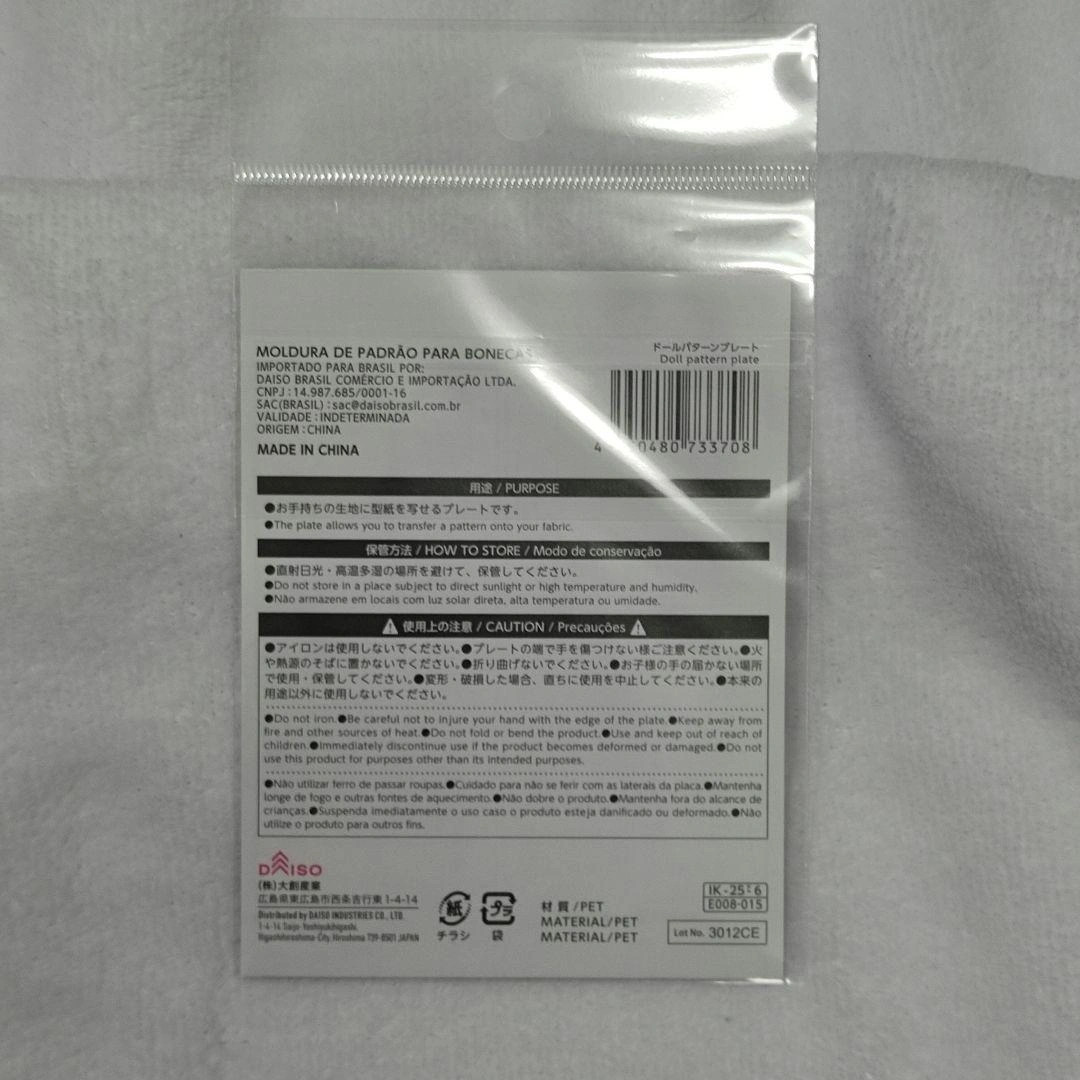 MOLDURA DE PADRÃO PARA BONECAS
IMPORTADO PARA BRASIL POR:
DAISO BRASIL COMÉRCIO E IMPORTAÇÃO LTDA.
CNPJ : 14.987.685/0001-16
SAC(BRASIL) : sac@daisobrasil.com.br
VALIDADE : INDETERMINADA
ORIGEM : CHINA
MADE IN CHINA
ドールパターンプレート
Doll pattern plate
4 0480 733708
用途 / PURPOSE
●お手持ちの生地に型紙を写せるプレートです。
●The plate allows you to transfer a pattern onto your fabric.
保管方法 / HOW TO STORE / Modo de conservação
●直射日光・高温多湿の場所を避けて、保管してください。
●Do not store in a place subject to direct sunlight or high temperature and humidity.
●Não armazene em locais com luz solar direta, alta temperatura ou umidade.
使用上の注意 / CAUTION / Precauções
●アイロンは使用しないでください。●プレートの端で手を傷つけない様ご注意ください。●火
や熱源のそばに置かないでください。●折り曲げないでください。●お子様の手の届かない場所
で使用・保管してください。●変形・破損した場合、直ちに使用を中止してください。●本来の
用途以外に使用しないでください。
●Do not iron.●Be careful not to injure your hand with the edge of the plate.●Keep away from
fire and other sources of heat.●Do not fold or bend the product.●Use and keep out of reach of
children.●Immediately discontinue use if the product becomes deformed or damaged.●Do not
use this product for purposes other than its intended purposes.
●Não utilizar ferro de passar roupas.●Cuidado para não se ferir com as laterais da placa.●Mantenha
longe de fogo e outras fontes de aquecimento.●Não dobre o produto.●Mantenha fora do alcance de
crianças.●Suspenda imediatamente o uso caso o produto esteja danificado ou deformado.●Não
utilize o produto para outros fins.
DAISO
(株)大創産業
広島県東広島市西条吉行東1-4-14
Distributed by DAISO INDUSTRIES CO., LTD.
1-4-14 Saijo-Yoshiyukihigashi,
Higashihiroshima-City, Hiroshima 739-8501 JAPAN
紙
チラシ
プラ
袋
材質/PET
MATERIAL/PET
MATERIAL/PET
IK-25 6
E008-015
Lot No. 3012CE